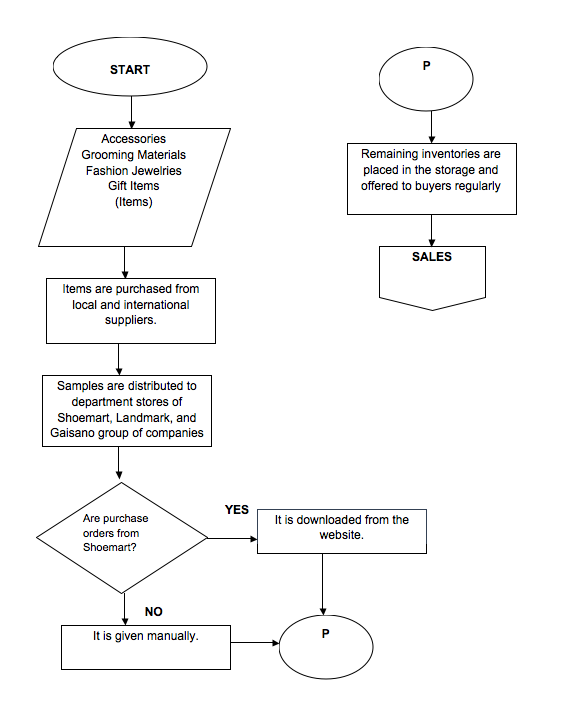 START
Accessories
Grooming Materials
Fashion Jewelries
Gift Items
(Items)
Items are purchased from
local and international
suppliers.
Samples are distributed to
department stores of
Shoemart, Landmark, and
Gaisano group of companies
Are purchase
orders from
Shoemart?
YES
It is downloaded from the
website.
NO
It is given manually.
P
P
Remaining inventories are
placed in the storage and
offered to buyers regularly
SALES